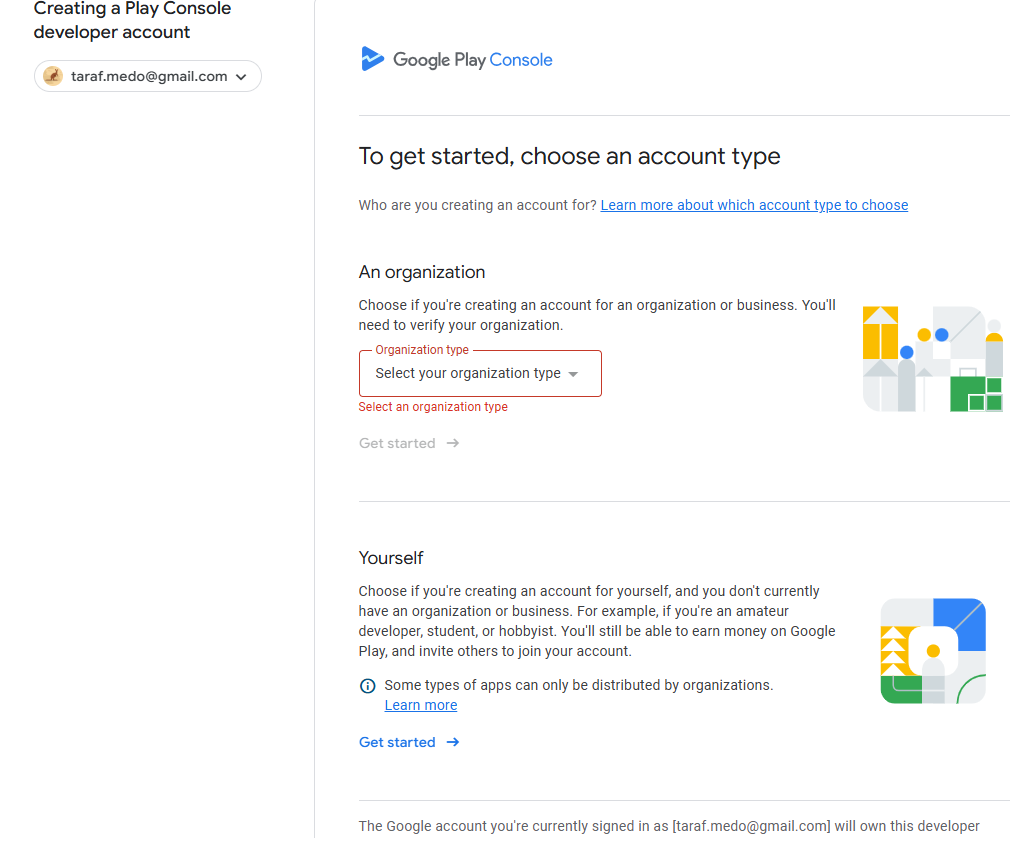 Creating a Play Console
developer account
taraf.medo@gmail.com
Google Play Console
To get started, choose an account type
Who are you creating an account for? Learn more about which account type to choose
An organization
Choose if you're creating an account for an organization or business. You'll
need to verify your organization.
Organization type
Select your organization type
Select an organization type
Get started
Yourself
Choose if you're creating an account for yourself, and you don't currently
have an organization or business. For example, if you're an amateur
developer, student, or hobbyist. You'll still be able to earn money on Google
Play, and invite others to join your account.
Some types of apps can only be distributed by organizations.
Learn more
Get started
The Google account you're currently signed in as [taraf.medo@gmail.com] will own this developer